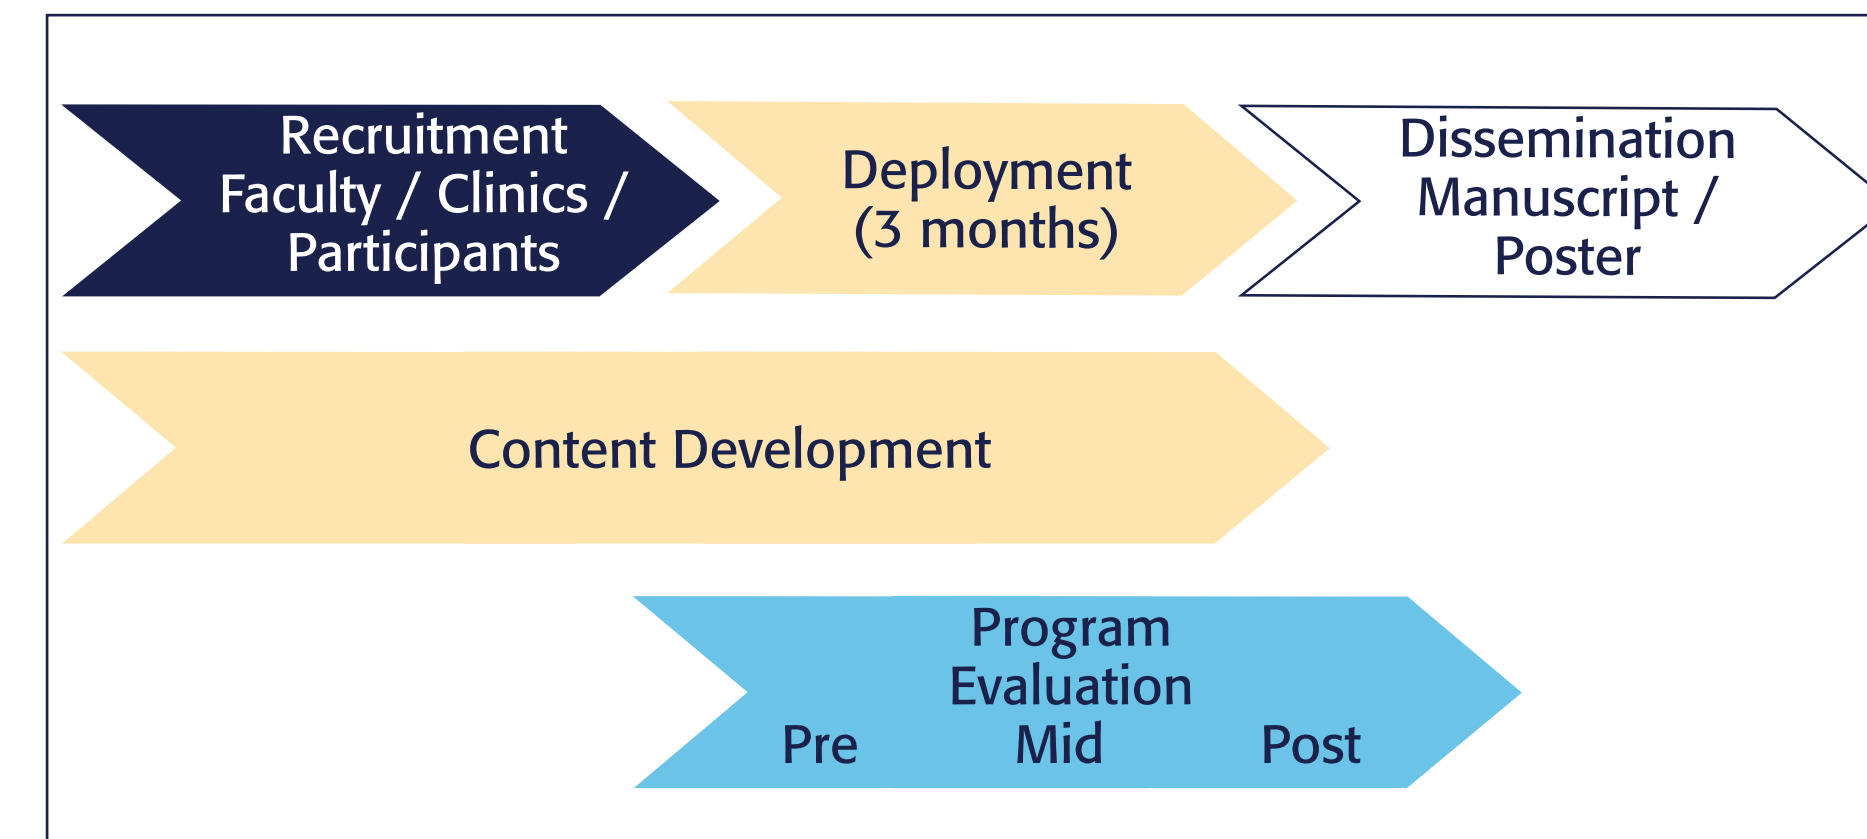 Recruitment
Faculty / Clinics /
Participants
Deployment
(3 months)
Dissemination
Manuscript /
Poster
Content Development
Program
Evaluation
Pre Mid Post